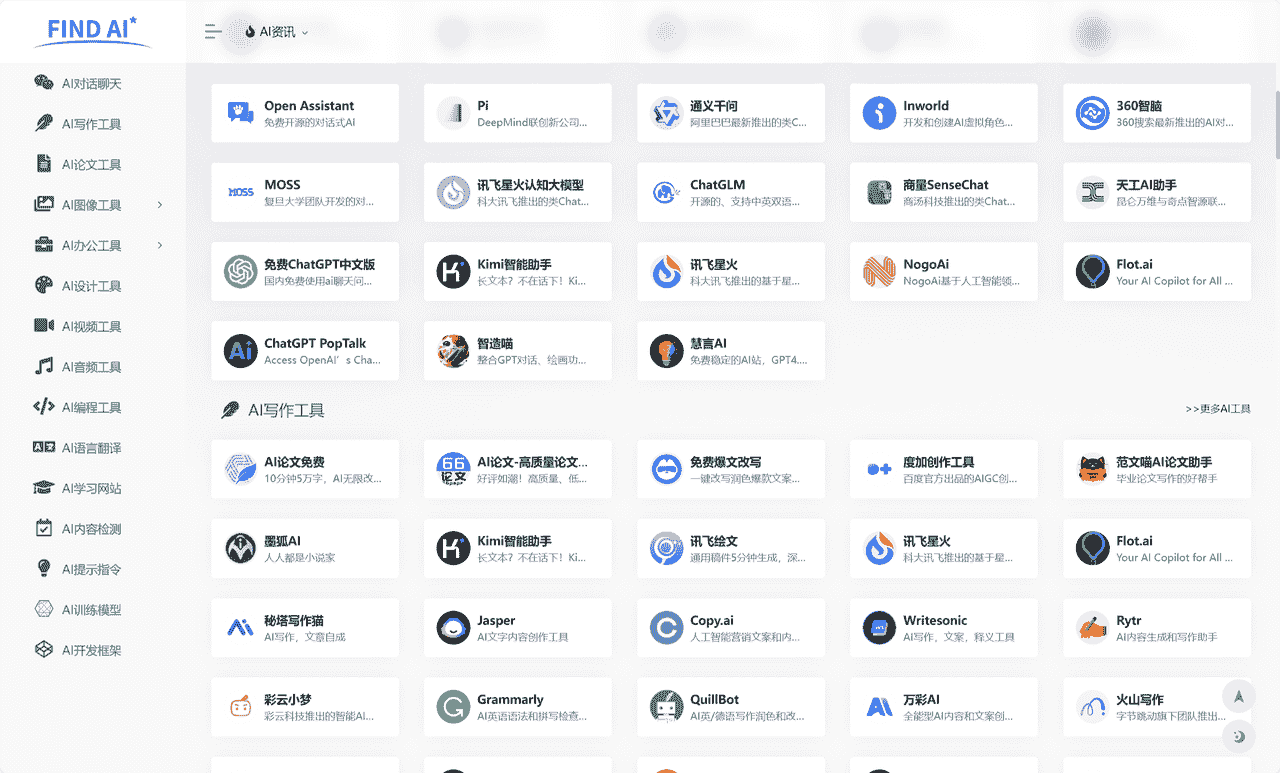 FIND AI
AI资讯
AI对话聊天
AI写作工具
AI论文工具
AI图像工具
AI办公工具
AI设计工具
AI视频工具
AI音频工具
AI编程工具
AI语言翻译
AI学习网站
AI内容检测
AI提示指令
AI训练模型
AI开发框架
Open Assistant
免费开源的对话式AI
Pi
DeepMind联创新公司...
通义千问
阿里巴巴最新推出的类C...
Inworld
开发和创建AI虚拟角色...
360智脑
360搜索最新推出的AI对...
MOSS
MOSS
复旦大学团队开发的对...
讯飞星火认知大模型
科大讯飞推出的类Chat...
ChatGLM
开源的、支持中英双语...
商量SenseChat
商汤科技推出的类Chat...
天工AI助手
昆仑万维与奇点智源联...
免费ChatGPT中文版
国内免费使用ai聊天问...
Kimi智能助手
长文本？不在话下！Ki...
讯飞星火
科大讯飞推出的基于星...
NogoAi
NogoAi基于人工智能领...
Flot.ai
Your AI Copilot for All ...
Ai
ChatGPT PopTalk
Access OpenAI's Cha...
智造喵
整合GPT对话、绘画功...
慧言AI
免费稳定的AI站，GPT4....
AI写作工具
>>更多AI工具
AI论文免费
10分钟5万字，AI无限改...
66
论文
AI论文-高质量论文...
好评如潮！高质量、低...
免费爆文改写
一键改写润色爆款文案...
度加创作工具
百度官方出品的AIGC创...
范文喵AI论文助手
毕业论文写作的好帮手
墨狐AI
人人都是小说家
Kimi智能助手
长文本？不在话下！Ki...
讯飞绘文
通用稿件5分钟生成，深...
讯飞星火
科大讯飞推出的基于星...
Flot.ai
Your AI Copilot for All ...
秘塔写作猫
AI写作，文章自成
Jasper
AI文字内容创作工具
Copy.ai
人工智能营销文案和内...
Writesonic
AI写作，文案，释义工具
Rytr
AI内容生成和写作助手
彩云小梦
彩云科技推出的智能AI...
Grammarly
AI英语语法和拼写检查...
QuillBot
AI英/德语写作润色和改...
万彩AI
全能型AI内容和文案创...
火山写作
字节跳动旗下团队推出...